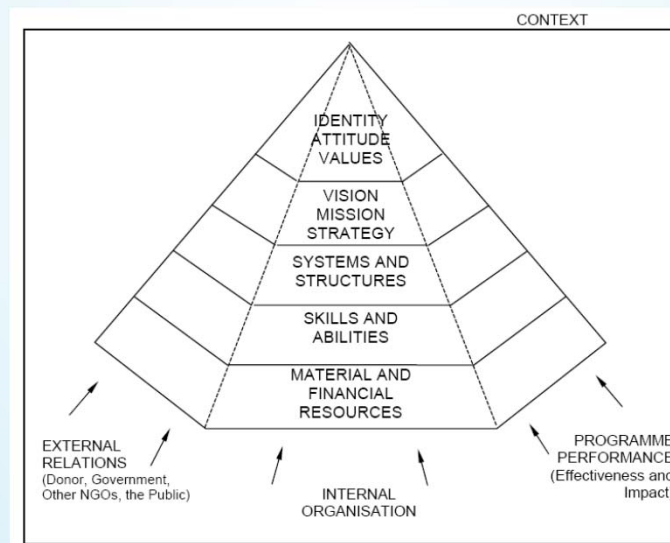 CONTEXT
IDENTITY
ATTITUDE
VALUES
VISION
MISSION
STRATEGY
SYSTEMS AND
STRUCTURES
SKILLS AND
ABILITIES
MATERIAL AND
FINANCIAL
RESOURCES
EXTERNAL
RELATIONS
(Donor, Government,
Other NGOs, the Public)
INTERNAL
ORGANISATION
PROGRAMME
PERFORMANCE
(Effectiveness and
Impact